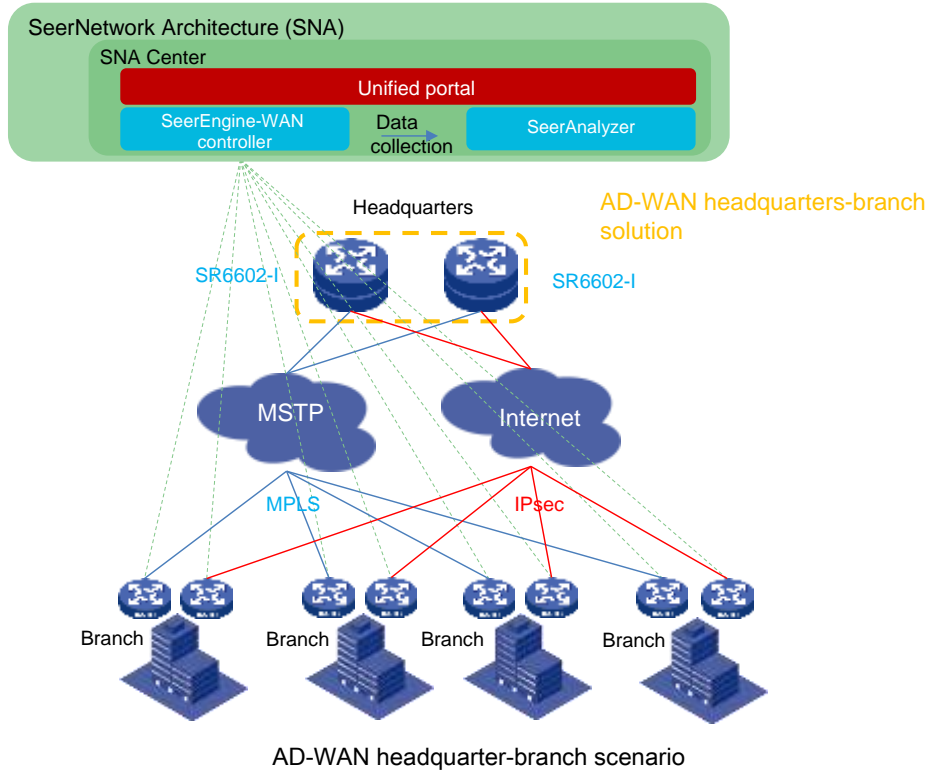 SeerNetwork Architecture (SNA)
SNA Center
Unified portal
SeerEngine-WAN
controller
Data
collection
SeerAnalyzer
Headquarters
AD-WAN headquarters-branch
solution
SR6602-I
SR6602-I
MSTP
Internet
MPLS
IPsec
Branch
Branch
Branch
Branch
AD-WAN headquarter-branch scenario